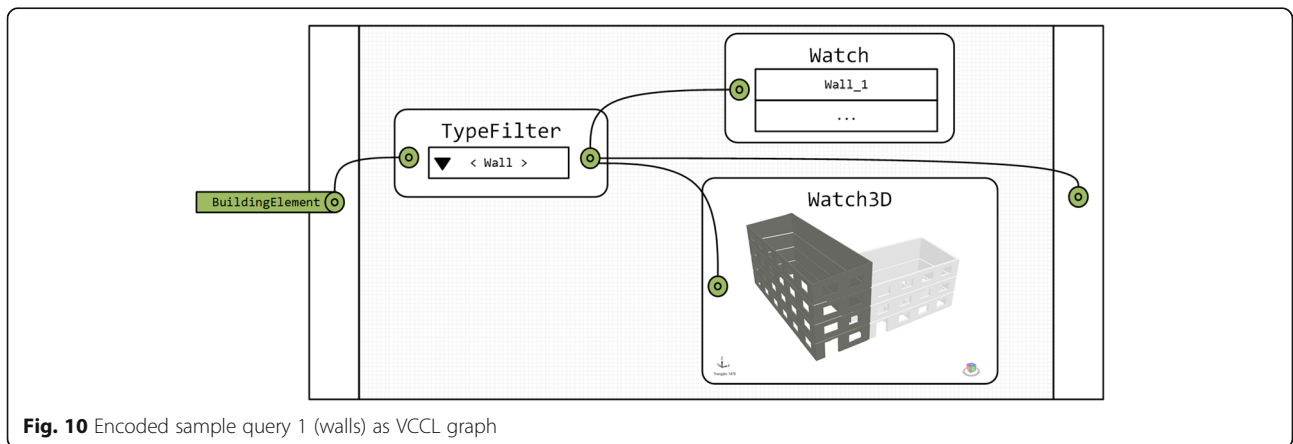 Watch
Wall_1
...
TypeFilter
< Wall >
BuildingElement
Watch3D
Fig. 10 Encoded sample query 1 (walls) as VCCL graph